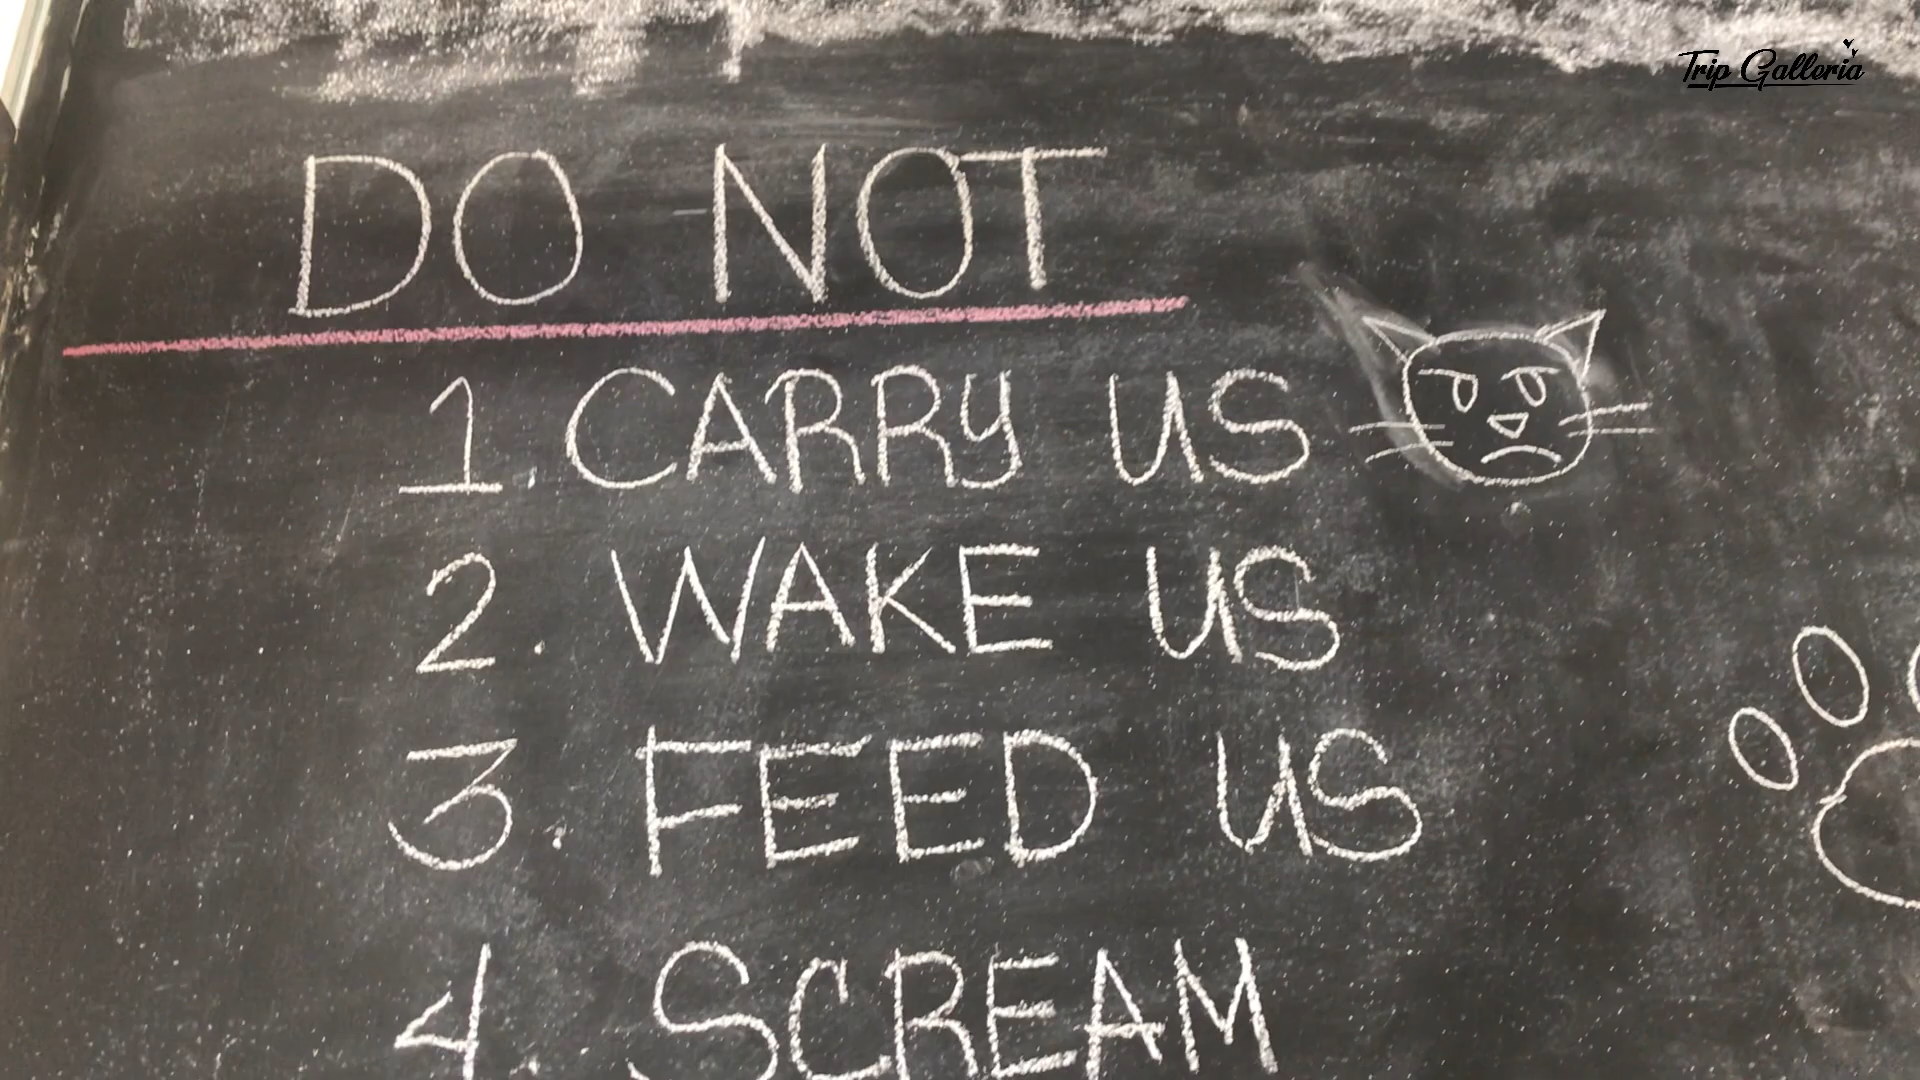 Trip Galleria
DO NOT
1. CARRY US
2. WAKE US
3. FEED US
4. SCREAM